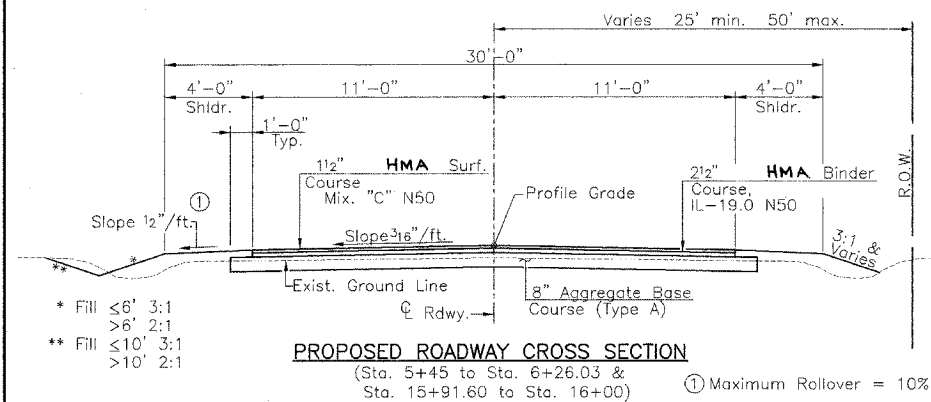 Varies 25' min. 50' max.
30'-0"
4'-0"
Shldr.
11'-0"
11'-0"
4'-0"
Shldr.
1'-0"
Typ.
1 1/2" HMA Surf.
Course
Mix. "C" N50
2 1/2" HMA Binder
Course,
IL-19.0 N50
R.O.W.
Profile Grade
①
Slope 1/2"/ft.
Slope 3/16"/ft.
3:1 &
Varies
**
*
Exist. Ground Line
℄ Rdwy.
8" Aggregate Base
Course (Type A)
* Fill ≤6' 3:1
>6' 2:1
** Fill ≤10' 3:1
>10' 2:1
PROPOSED ROADWAY CROSS SECTION
(Sta. 5+45 to Sta. 6+26.03 &
Sta. 15+91.60 to Sta. 16+00)
① Maximum Rollover = 10%